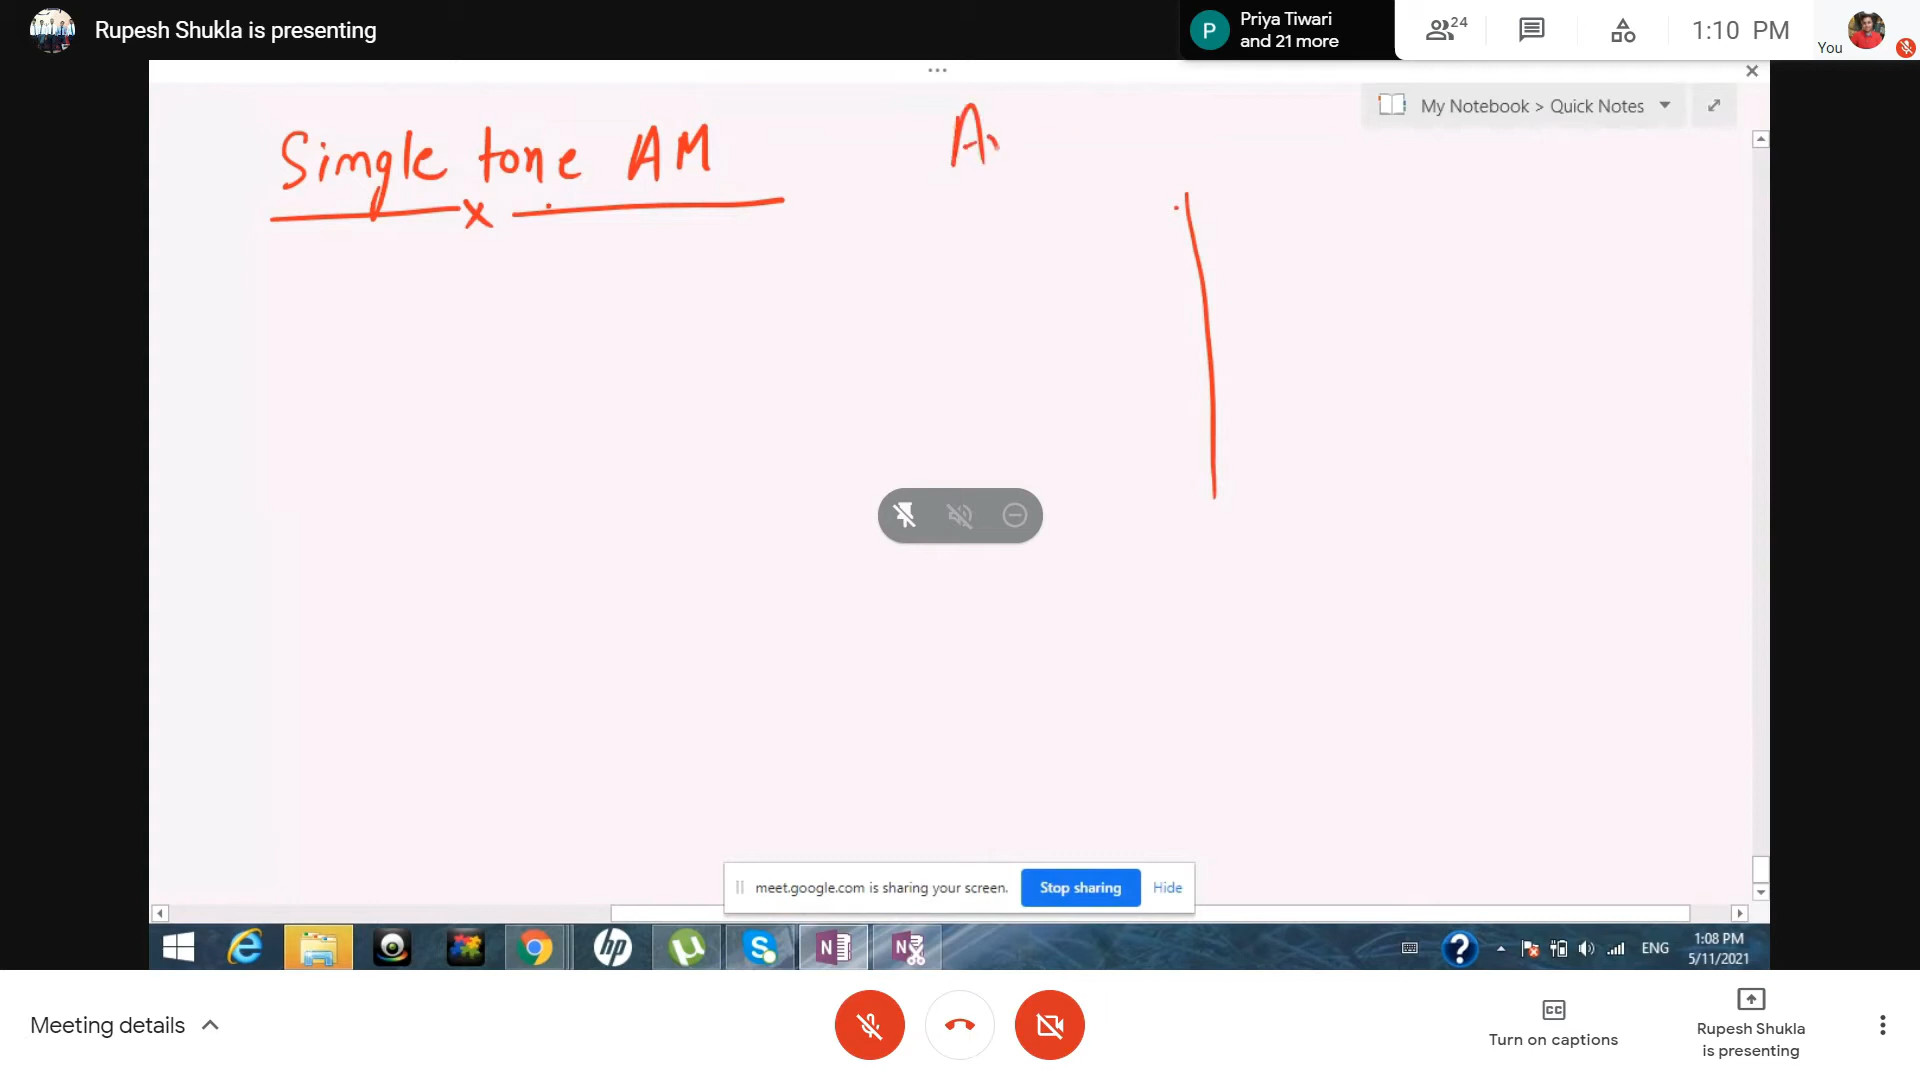 Rupesh Shukla is presenting
P
Priya Tiwari
and 21 more
24
1:10 PM
You
My Notebook > Quick Notes
Single tone AM
x
meet.google.com is sharing your screen.
Stop sharing
Hide
hp
ENG
1:08 PM
5/11/2021
Meeting details
CC
Turn on captions
Rupesh Shukla
is presenting